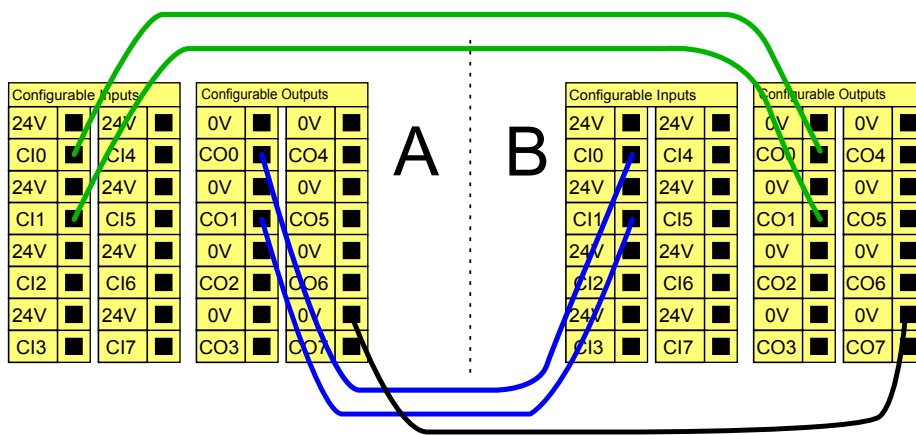 Configurable Inputs
24V 24V
CI0 CI4
24V 24V
CI1 CI5
24V 24V
CI2 CI6
24V 24V
CI3 CI7
Configurable Outputs
0V 0V
CO0 CO4
0V 0V
CO1 CO5
0V 0V
CO2 CO6
0V 0V
CO3 CO7
A
B
Configurable Inputs
24V 24V
CI0 CI4
24V 24V
CI1 CI5
24V 24V
CI2 CI6
24V 24V
CI3 CI7
Configurable Outputs
0V 0V
CO0 CO4
0V 0V
CO1 CO5
0V 0V
CO2 CO6
0V 0V
CO3 CO7